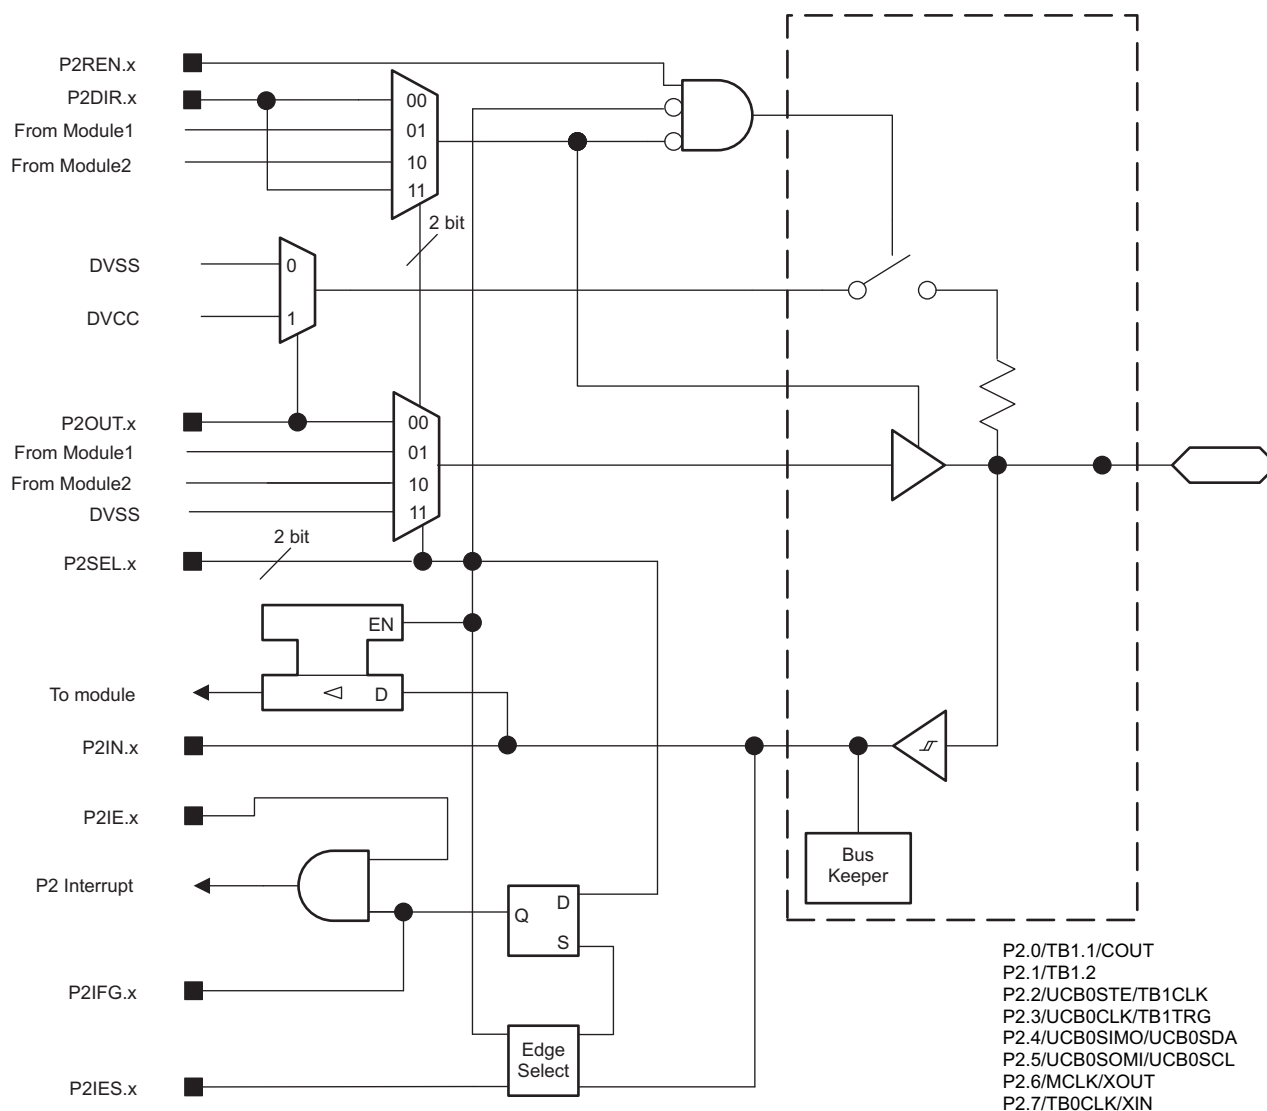 P2REN.x
P2DIR.x
00
From Module1
01
From Module2
10
11
2 bit
DVSS
0
DVCC
1
P2OUT.x
00
From Module1
01
From Module2
10
DVSS
11
2 bit
P2SEL.x
EN
To module
D
P2IN.x
P2IE.x
Bus
Keeper
P2 Interrupt
Q
D
S
P2IFG.x
Edge
Select
P2IES.x
P2.0/TB1.1/COUT
P2.1/TB1.2
P2.2/UCB0STE/TB1CLK
P2.3/UCB0CLK/TB1TRG
P2.4/UCB0SIMO/UCB0SDA
P2.5/UCB0SOMI/UCB0SCL
P2.6/MCLK/XOUT
P2.7/TB0CLK/XIN